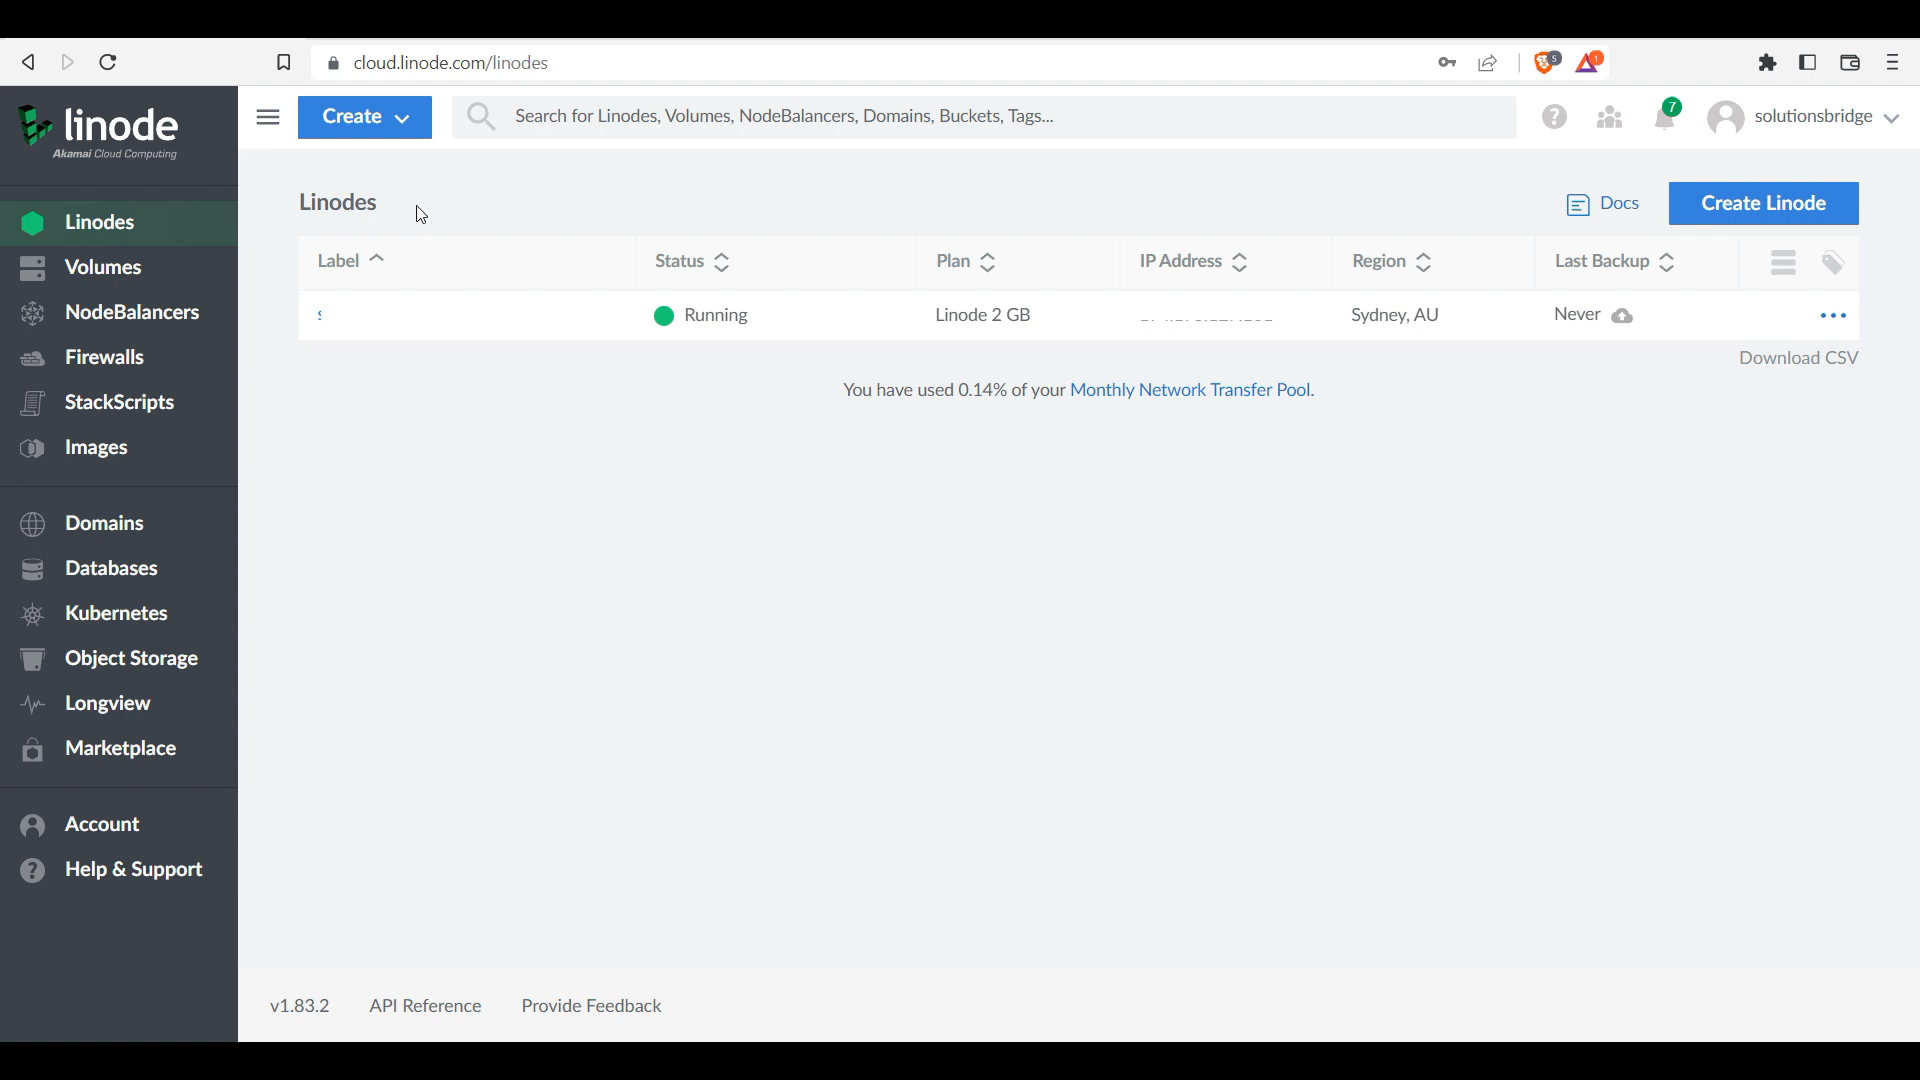 cloud.linode.com/linodes
5
1
linode
Akamai Cloud Computing
Create
Search for Linodes, Volumes, NodeBalancers, Domains, Buckets, Tags...
7
solutionsbridge
Linodes
Volumes
NodeBalancers
Firewalls
StackScripts
Images
Domains
Databases
Kubernetes
Object Storage
Longview
Marketplace
Account
Help & Support
Linodes
Docs
Create Linode
Label Status Plan IP Address Region Last Backup
Running Linode 2 GB Sydney, AU Never
Download CSV
You have used 0.14% of your Monthly Network Transfer Pool.
v1.83.2 API Reference Provide Feedback